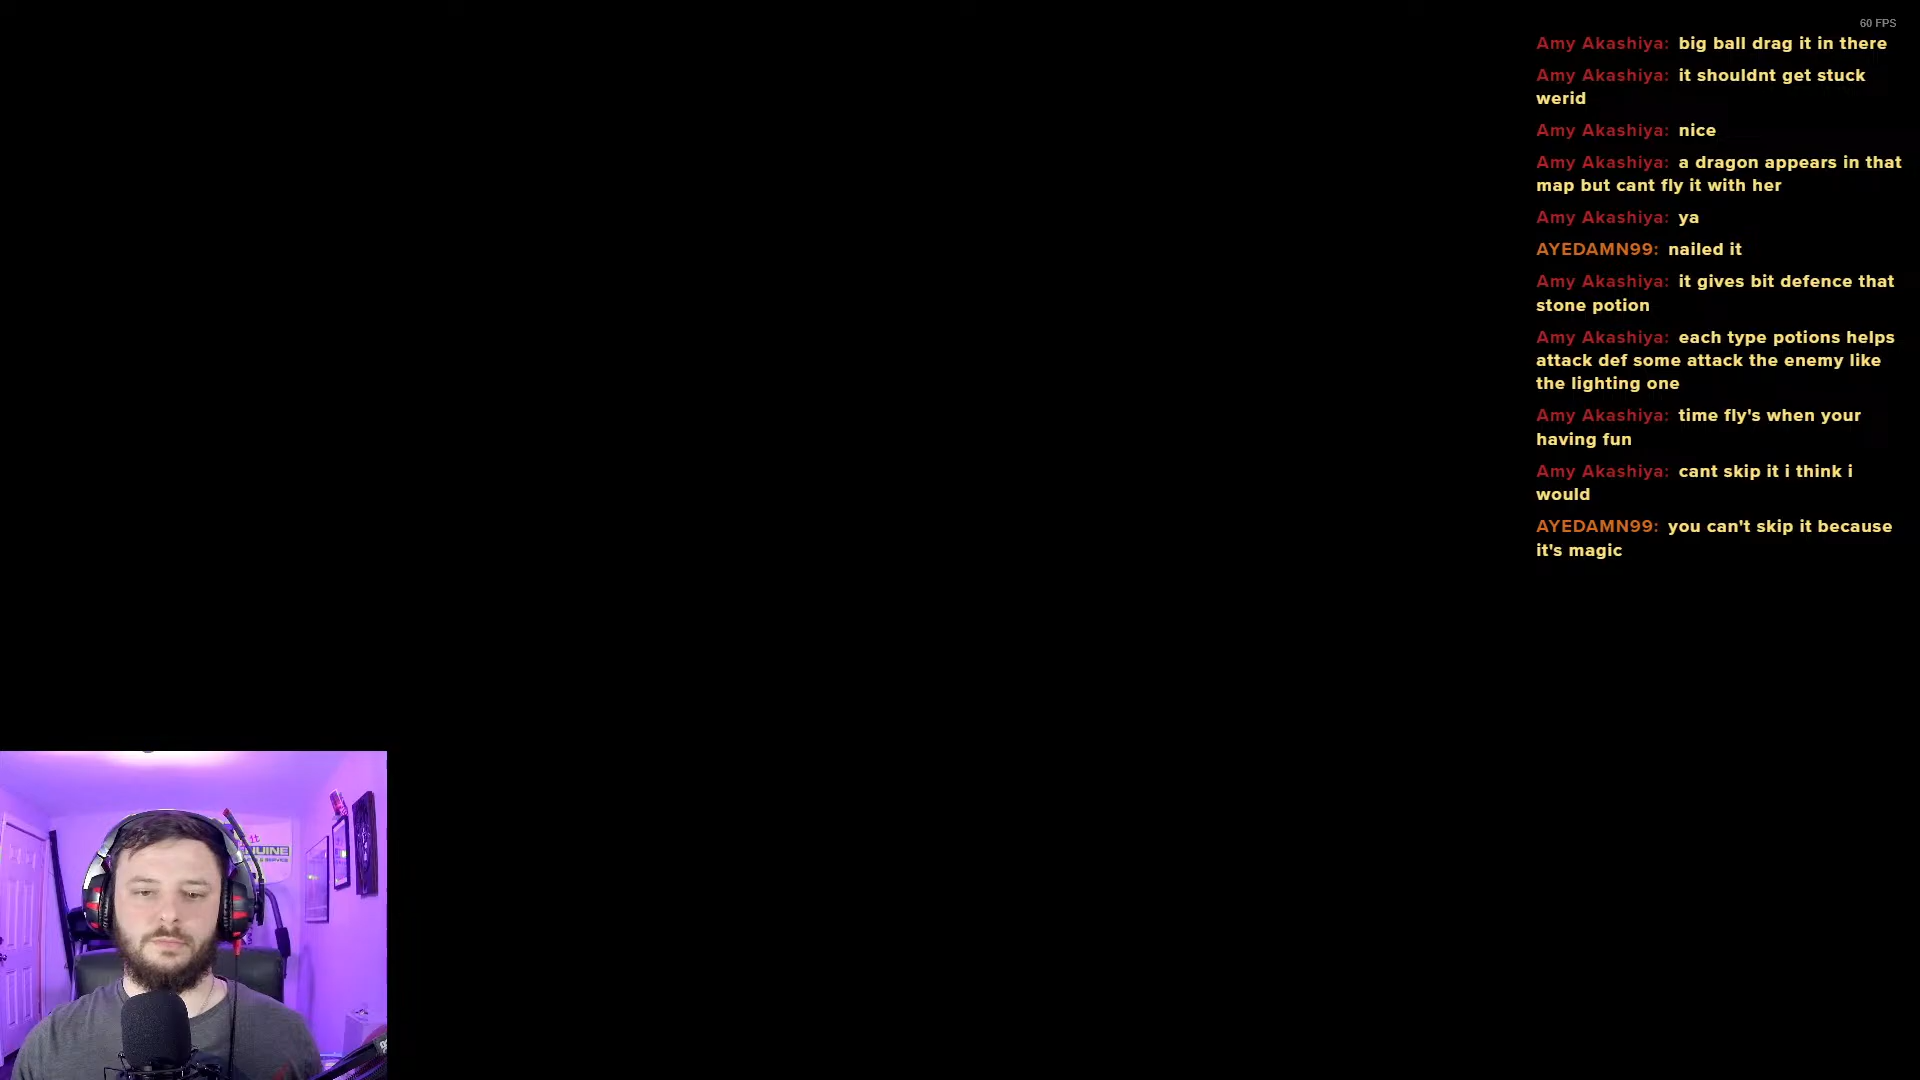 60 FPS
Amy Akashiya: big ball drag it in there
Amy Akashiya: it shouldnt get stuck
werid
Amy Akashiya: nice
Amy Akashiya: a dragon appears in that
map but cant fly it with her
Amy Akashiya: ya
AYEDAMN99: nailed it
Amy Akashiya: it gives bit defence that
stone potion
Amy Akashiya: each type potions helps
attack def some attack the enemy like
the lighting one
Amy Akashiya: time fly's when your
having fun
Amy Akashiya: cant skip it i think i
would
AYEDAMN99: you can't skip it because
it's magic